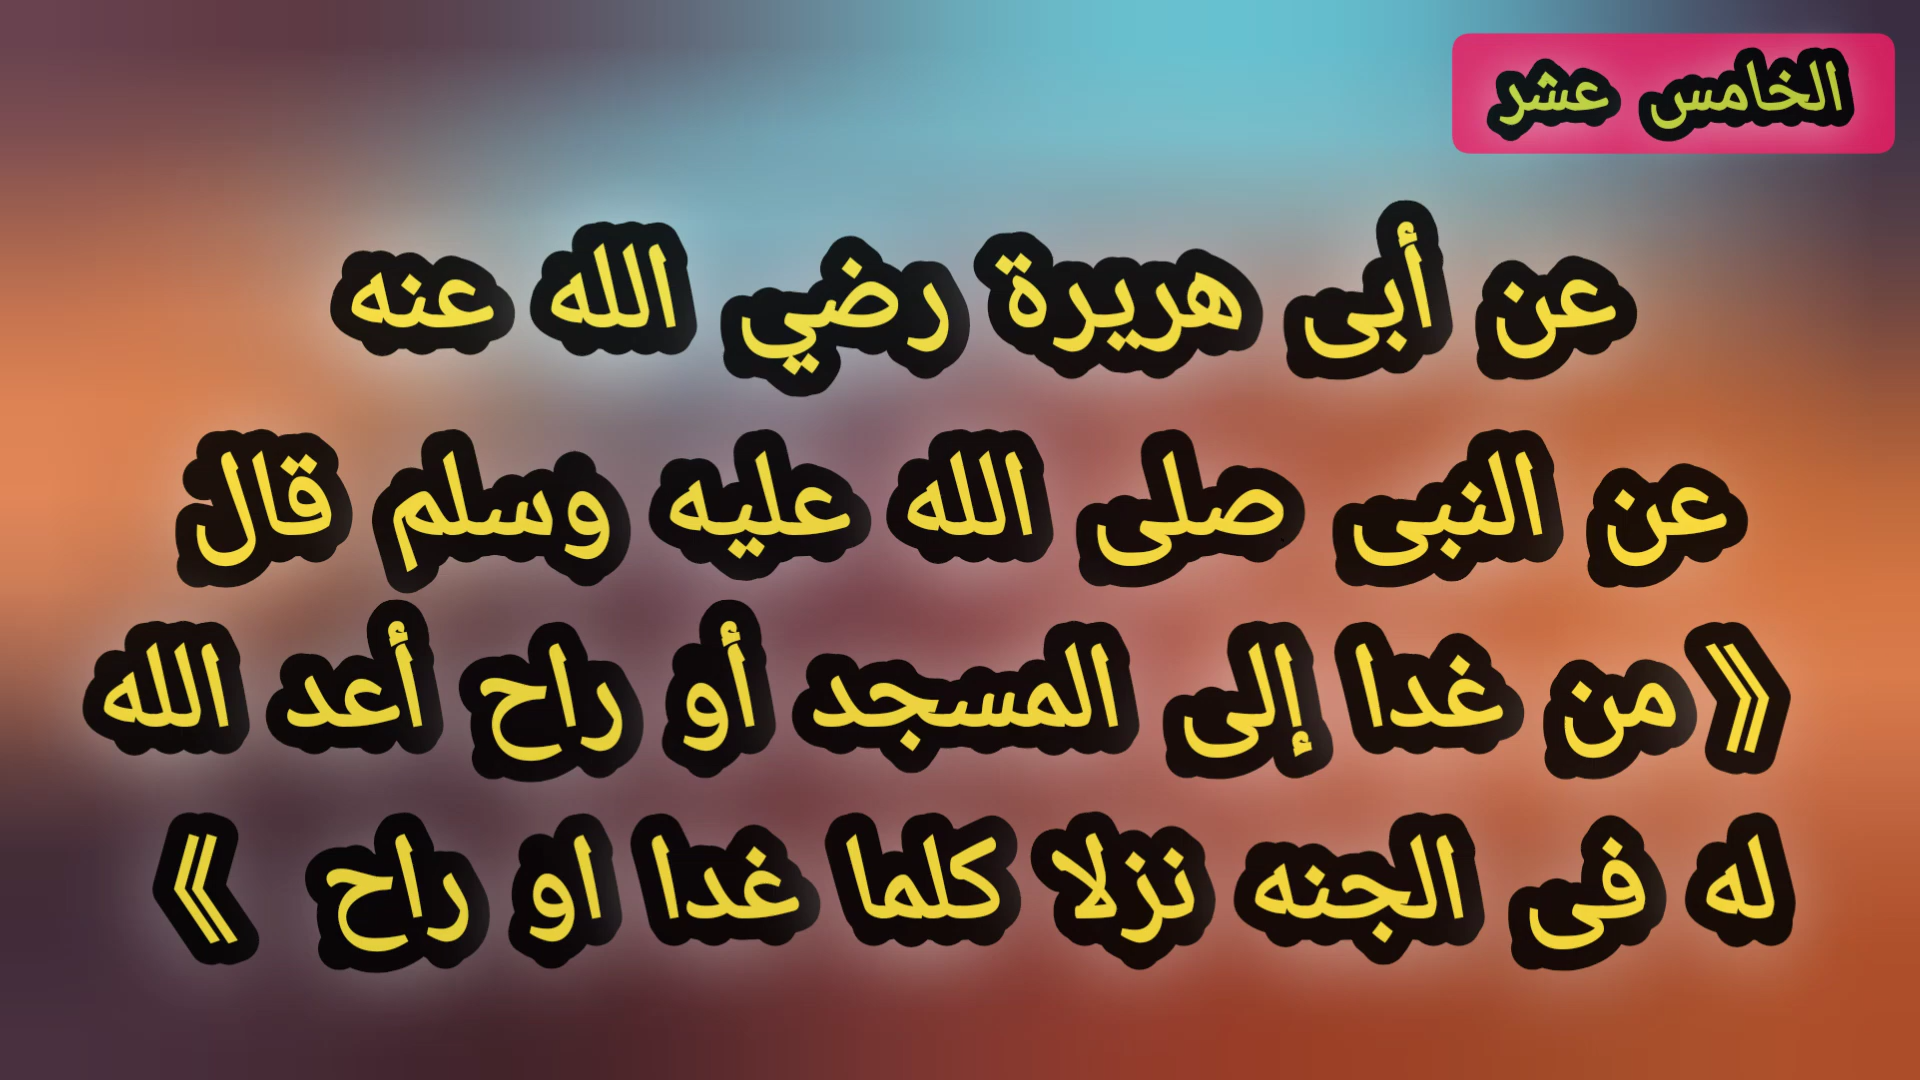 الخامس عشر
عن أبى هريرة رضي الله عنه
عن النبى صلى الله عليه وسلم قال
《 من غدا إلى المسجد أو راح أعد الله
له فى الجنه نزلا كلما غدا او راح 》